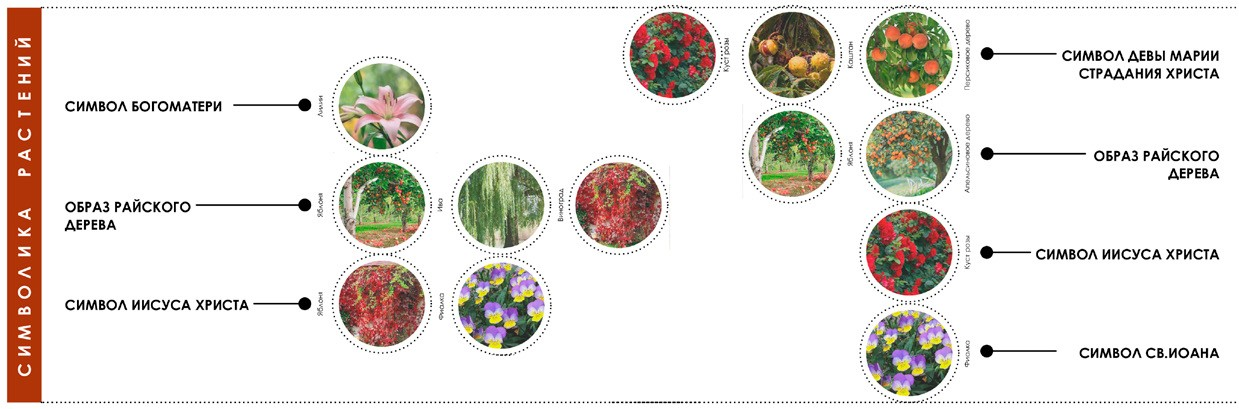 СИМВОЛИКА РАСТЕНИЙ
СИМВОЛ БОГОМАТЕРИ
Лилии
ОБРАЗ РАЙСКОГО
ДЕРЕВА
Яблоня
Ива
Виноград
СИМВОЛ ИИСУСА ХРИСТА
Яблоня
Фиалка
Куст розы
Каштан
Персиковое дерево
СИМВОЛ ДЕВЫ МАРИИ
СТРАДАНИЯ ХРИСТА
Яблоня
Апельсиновое дерево
ОБРАЗ РАЙСКОГО
ДЕРЕВА
Куст розы
СИМВОЛ ИИСУСА ХРИСТА
Фиалка
СИМВОЛ СВ.ИОАНА